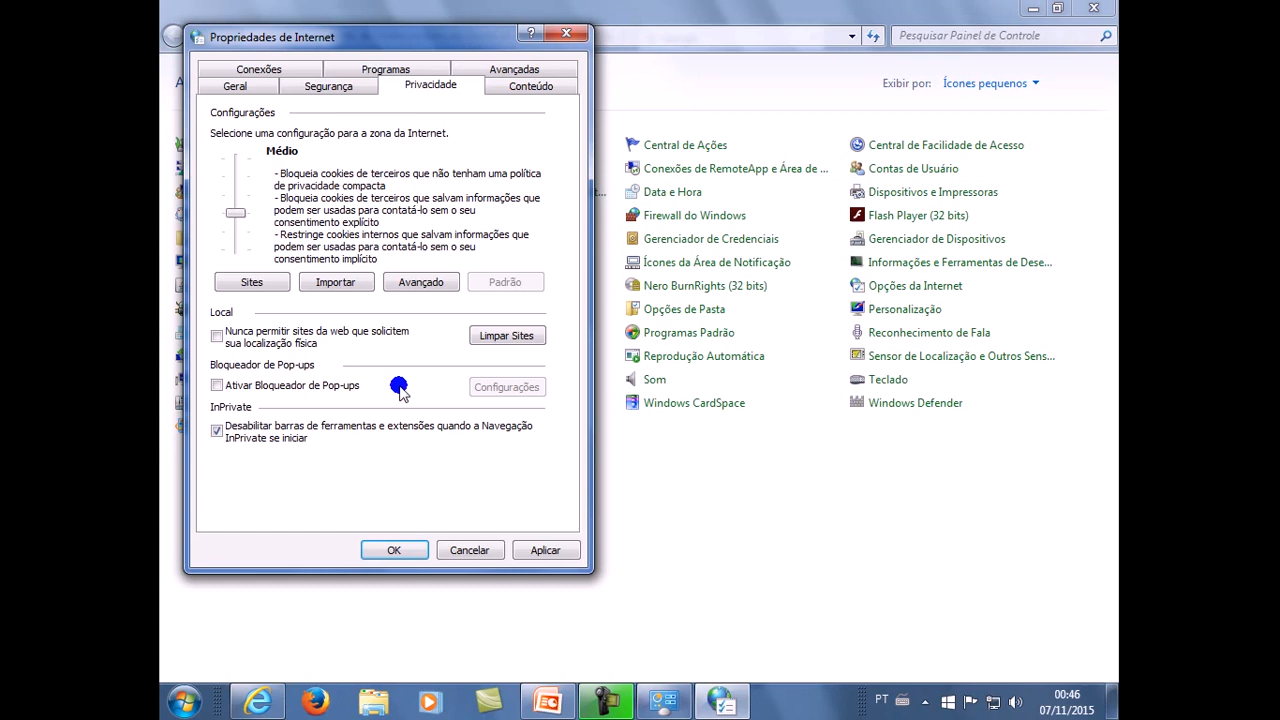 Propriedades de Internet
?
Conexões
Programas
Avançadas
Geral
Segurança
Privacidade
Conteúdo
Configurações
Selecione uma configuração para a zona da Internet.
Médio
- Bloqueia cookies de terceiros que não tenham uma política
de privacidade compacta
- Bloqueia cookies de terceiros que salvam informações que
podem ser usadas para contatá-lo sem o seu
consentimento explícito
- Restringe cookies internos que salvam informações que
podem ser usadas para contatá-lo sem o seu
consentimento implícito
Sites
Importar
Avançado
Padrão
Local
Nunca permitir sites da web que solicitem
sua localização física
Limpar Sites
Bloqueador de Pop-ups
Ativar Bloqueador de Pop-ups
Configurações
InPrivate
Desabilitar barras de ferramentas e extensões quando a Navegação
InPrivate se iniciar
OK
Cancelar
Aplicar
Pesquisar Painel de Controle
Exibir por: Ícones pequenos
Central de Ações
Conexões de RemoteApp e Área de ...
Data e Hora
Firewall do Windows
Gerenciador de Credenciais
Ícones da Área de Notificação
Nero BurnRights (32 bits)
Opções de Pasta
Programas Padrão
Reprodução Automática
Som
Windows CardSpace
Central de Facilidade de Acesso
Contas de Usuário
Dispositivos e Impressoras
Flash Player (32 bits)
Gerenciador de Dispositivos
Informações e Ferramentas de Dese...
Opções da Internet
Personalização
Reconhecimento de Fala
Sensor de Localização e Outros Sens...
Teclado
Windows Defender
PT
00:46
07/11/2015